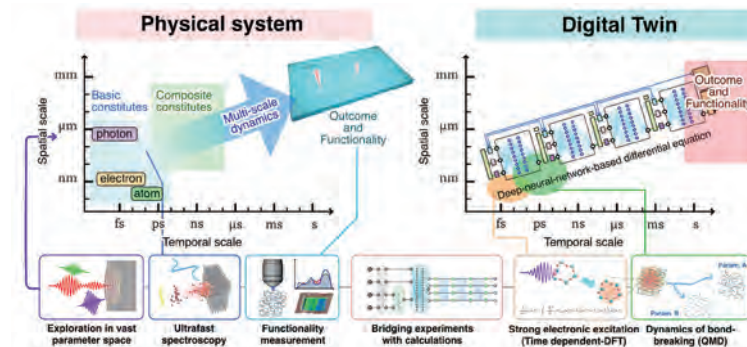 Physical system
Digital Twin
Spatial scale
mm
μm
nm
Basic constitutes
Composite constitutes
photon
electron
atom
Multi-scale dynamics
Outcome and Functionality
fs
ps
ns
μs
ms
s
Temporal scale
Spatial scale
mm
μm
nm
Outcome and Functionality
Deep-neural-network-based differential equation
fs
ps
ns
μs
ms
s
Temporal scale
Param. A
Param. B
Exploration in vast
parameter space
Ultrafast
spectroscopy
Functionality
measurement
Bridging experiments
with calculations
Strong electronic excitation
(Time dependent-DFT)
Dynamics of bond-
breaking (QMD)